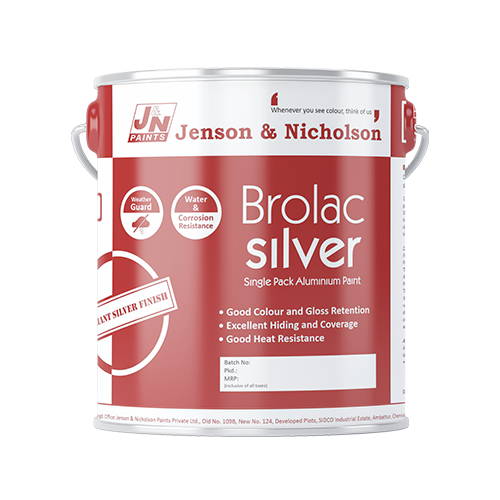 Whenever you see colour, think of us
J&N
PAINTS
Jenson & Nicholson
Weather
Guard
Water
&
Corrosion
Resistance
Brolac
silver
Single Pack Aluminium Paint
SILVER FINISH
• Good Colour and Gloss Retention
• Excellent Hiding and Coverage
• Good Heat Resistance
Batch No:
Pkd.:
MRP:
(inclusive of all taxes)
Office: Jenson & Nicholson Paints Private Ltd., Old No. 109B, New No. 124, Developed Plots, SIDCO Industrial Estate, Ambattur,